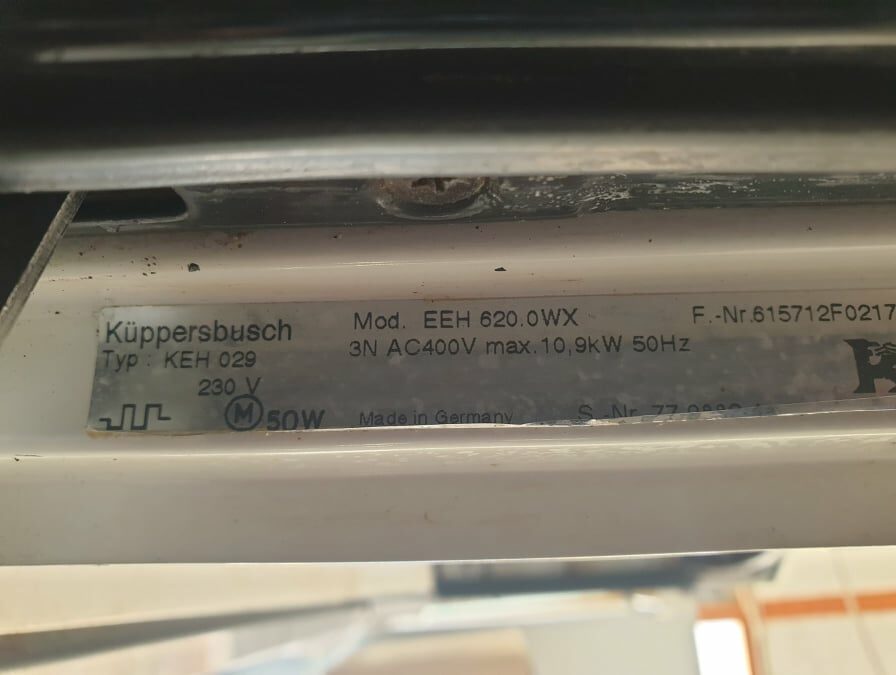 Küppersbusch Mod. EEH 620.0WX F.-Nr.615712F0217
Typ : KEH 029 3N AC400V max.10,9kW 50Hz
230 V
M 50W Made in Germany S.-Nr.